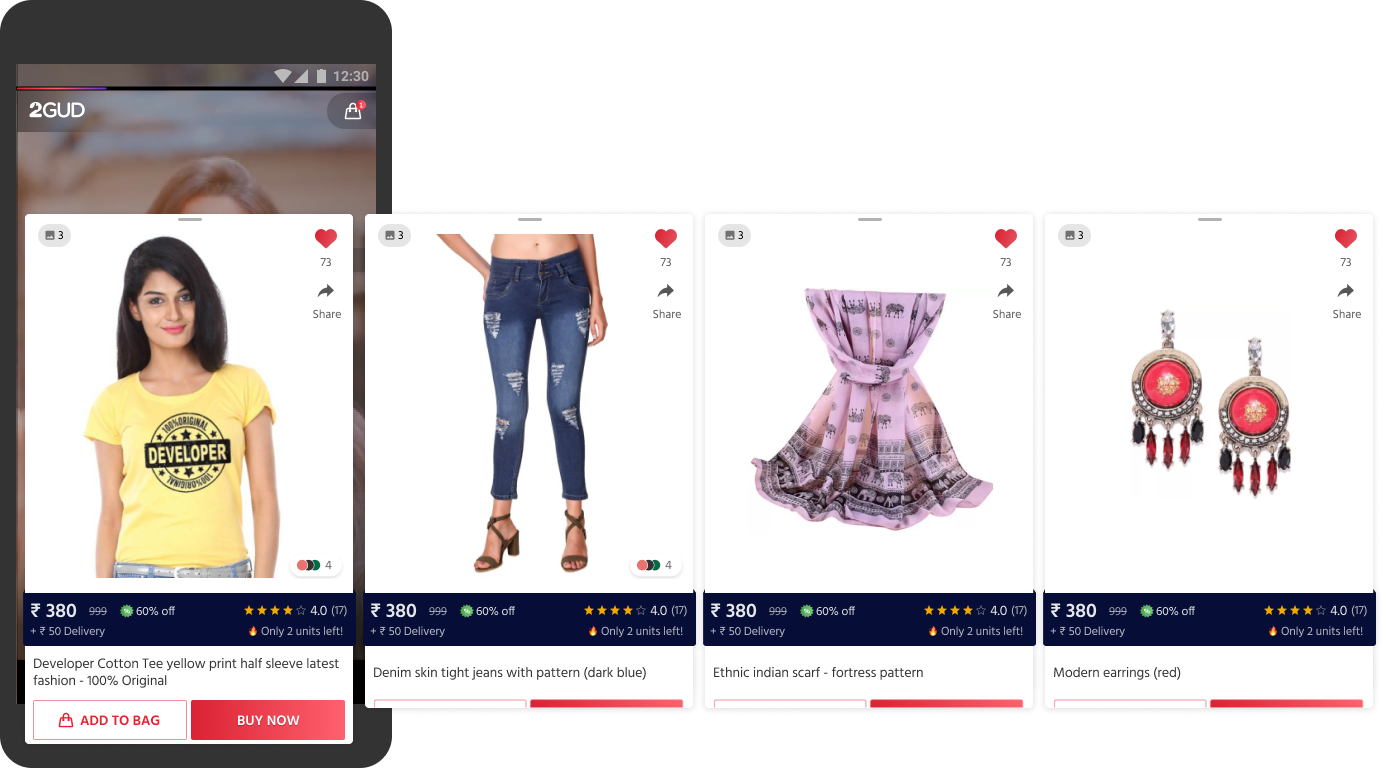 12:30
2GUD
1
3
73
Share
100% ORIGINAL
DEVELOPER
100% ORIGINAL
4
₹ 380 999 % 60% off 4.0 (17)
+ ₹ 50 Delivery Only 2 units left!
Developer Cotton Tee yellow print half sleeve latest
fashion - 100% Original
ADD TO BAG BUY NOW
3
73
Share
4
₹ 380 999 % 60% off 4.0 (17)
+ ₹ 50 Delivery Only 2 units left!
Denim skin tight jeans with pattern (dark blue)
3
73
Share
₹ 380 999 % 60% off 4.0 (17)
+ ₹ 50 Delivery Only 2 units left!
Ethnic indian scarf - fortress pattern
3
73
Share
₹ 380 999 % 60% off 4.0 (17)
+ ₹ 50 Delivery Only 2 units left!
Modern earrings (red)